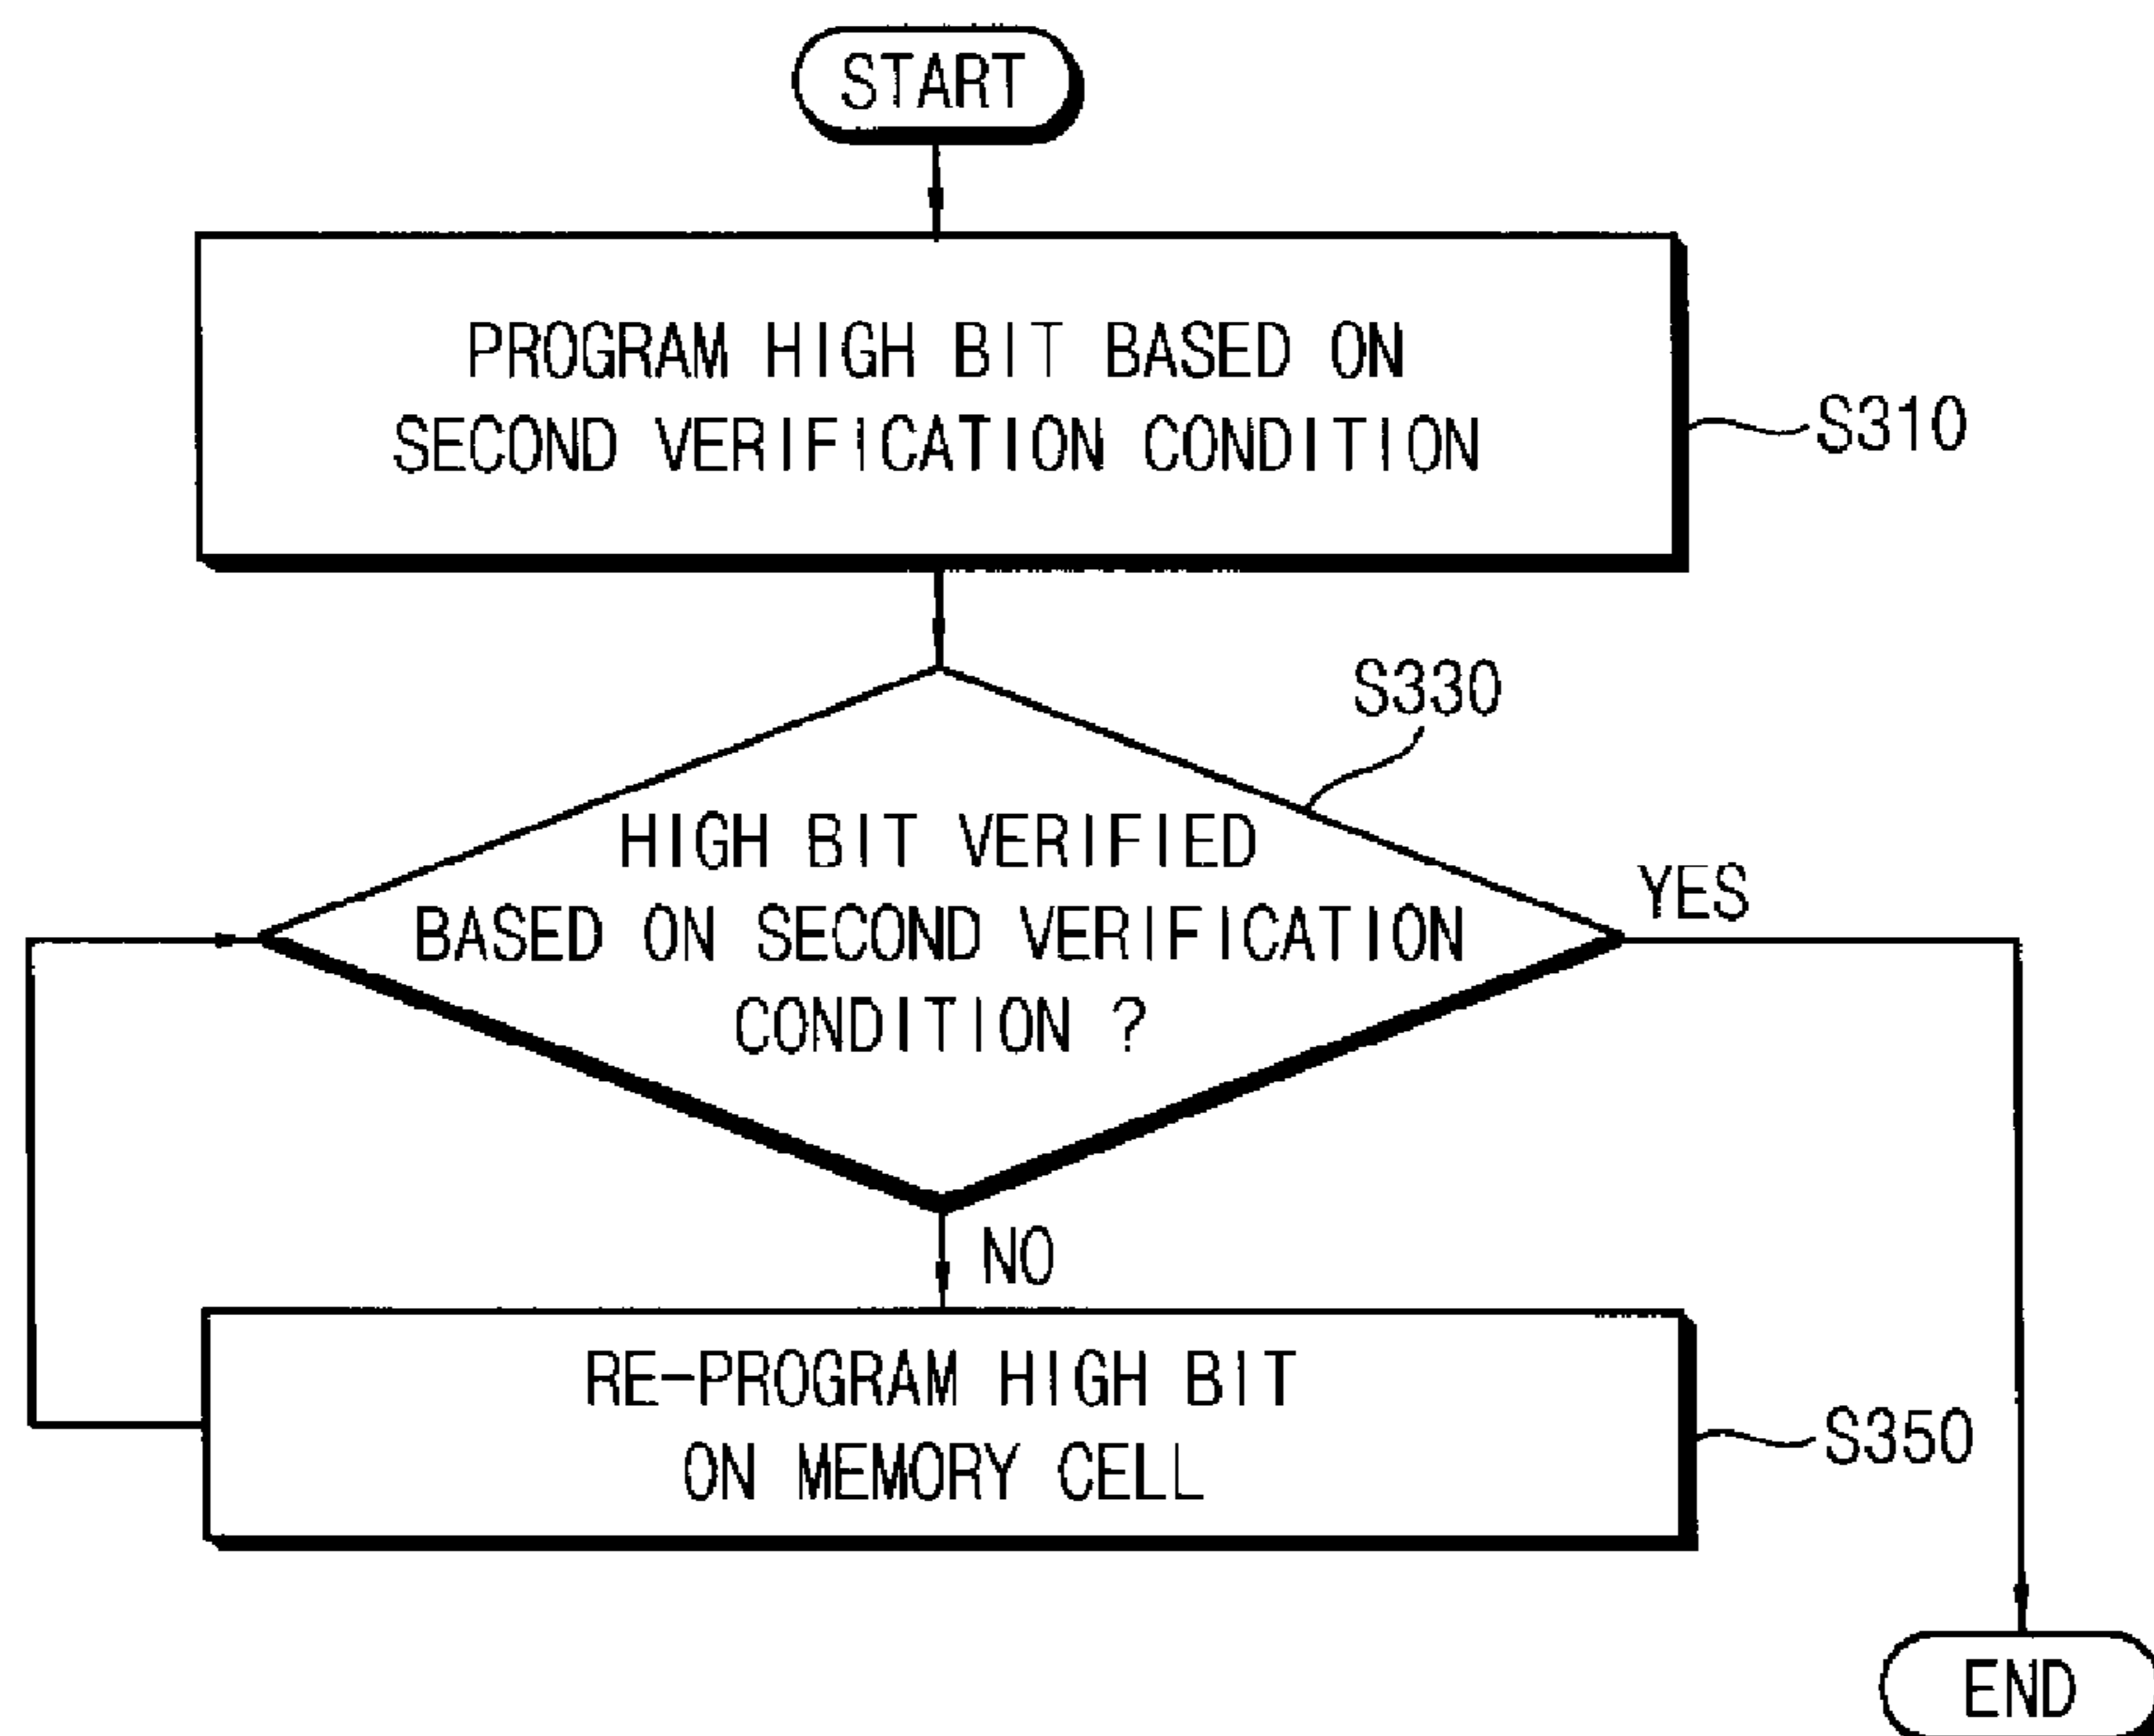 START
PROGRAM HIGH BIT BASED ON
SECOND VERIFICATION CONDITION
S310
S330
HIGH BIT VERIFIED
BASED ON SECOND VERIFICATION
CONDITION ?
YES
NO
RE-PROGRAM HIGH BIT
ON MEMORY CELL
S350
END